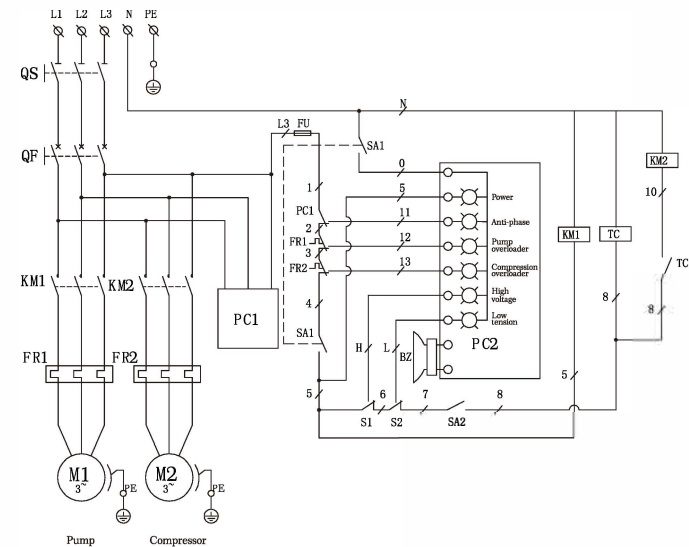 L1 L2 L3 N PE
QS
N
L3 FU
SA1
QF
KM2
0
1
5
Power
10
PC1
11
Anti-phase
2
KM1
TC
FR1
12
Pump
overloader
TC
3
FR2
13
Compression
overloader
KM1
KM2
High
voltage
8
4
8
PC1
Low
tension
SA1
H
L
BZ
PC2
FR1
FR2
5
5
6
7
8
S1
S2
SA2
M1
3~
M2
3~
PE
PE
Pump
Compressor